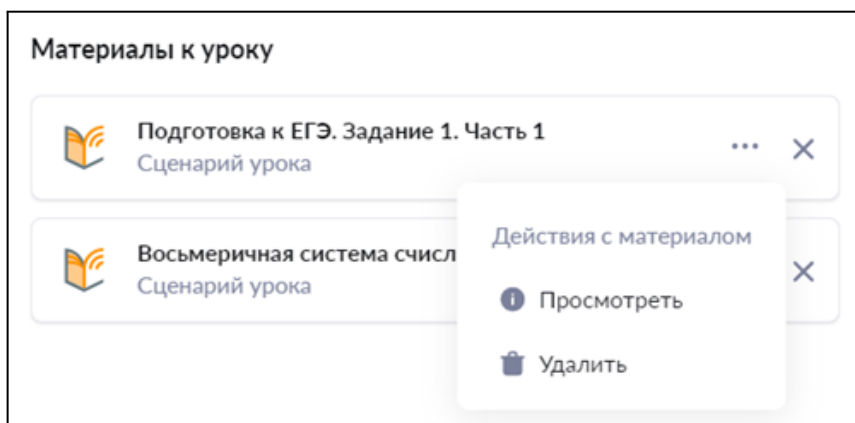 Материалы к уроку
Подготовка к ЕГЭ. Задание 1. Часть 1
Сценарий урока
Восьмеричная система счисл
Сценарий урока
Действия с материалом
Просмотреть
Удалить